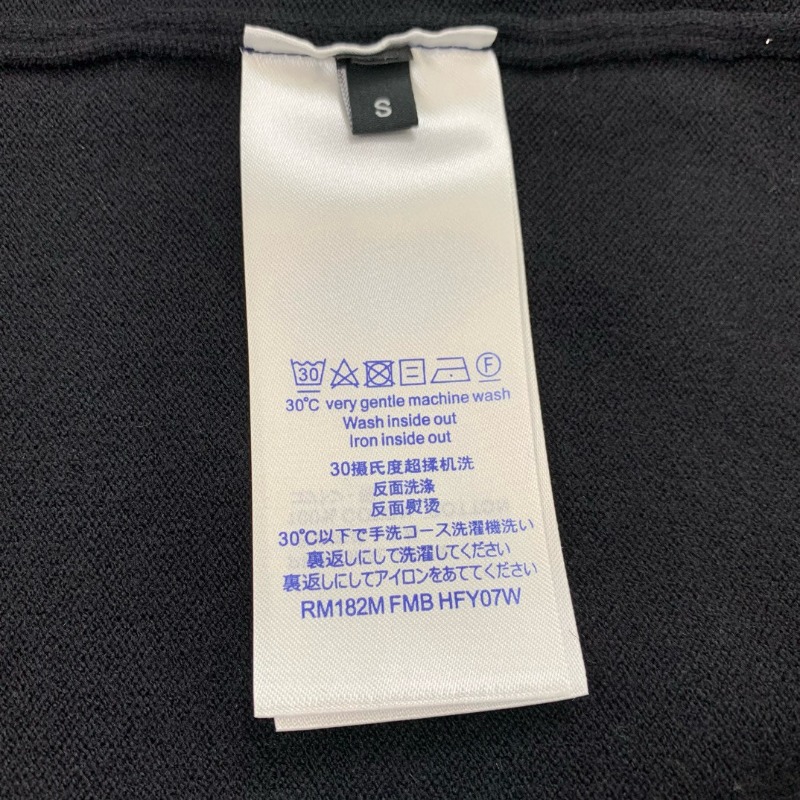 S
30
F
30°C very gentle machine wash
Wash inside out
Iron inside out
30摄氏度超揉机洗
反面洗涤
反面熨烫
30℃以下で手洗コース洗濯機洗い
裏返しにして洗濯してください
裏返しにしてアイロンをあててください
RM182M FMB HFY07W